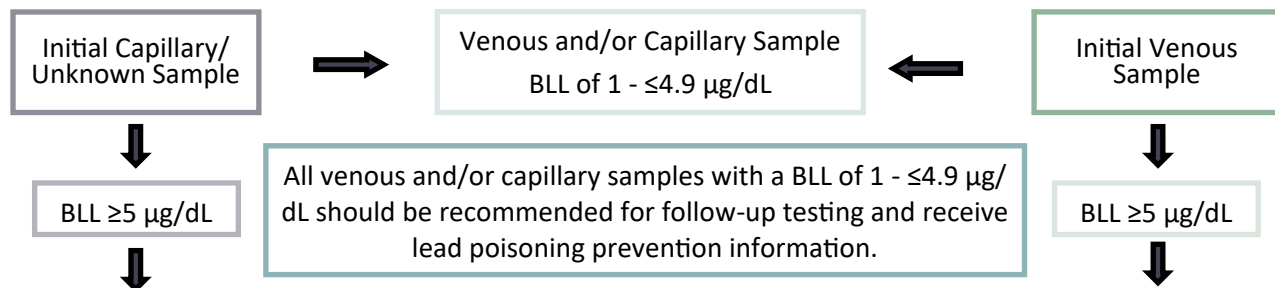 Initial Capillary/
Unknown Sample
Venous and/or Capillary Sample
BLL of 1 - ≤4.9 µg/dL
Initial Venous
Sample
All venous and/or capillary samples with a BLL of 1 - ≤4.9 µg/
dL should be recommended for follow-up testing and receive
lead poisoning prevention information.
BLL ≥5 µg/dL
BLL ≥5 µg/dL